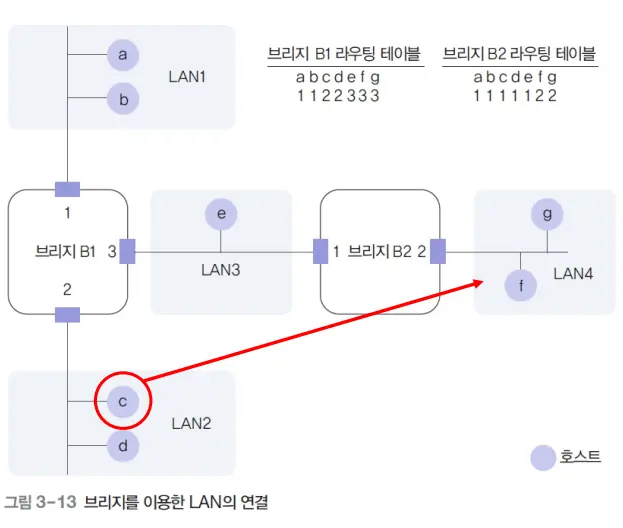 a
b
LAN1
브리지 B1 라우팅 테이블
a b c d e f g
1 1 2 2 3 3 3
브리지 B2 라우팅 테이블
a b c d e f g
1 1 1 1 1 2 2
1
브리지 B1 3
2
e
LAN3
1 브리지 B2 2
g
f
LAN4
c
d
LAN2
호스트
그림 3-13 브리지를 이용한 LAN의 연결